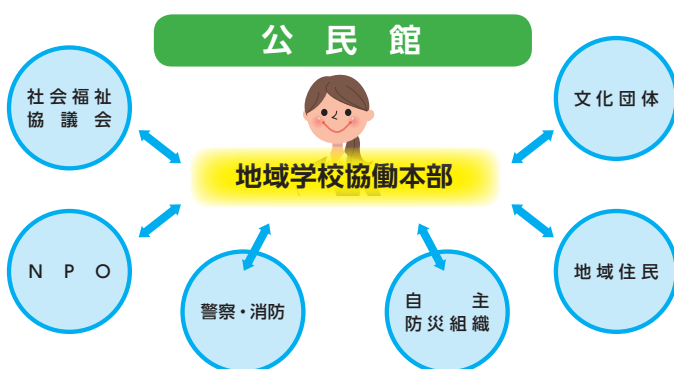 公民館
社会福祉
協議会
文化団体
地域学校協働本部
NPO
地域住民
警察・消防
自主
防災組織